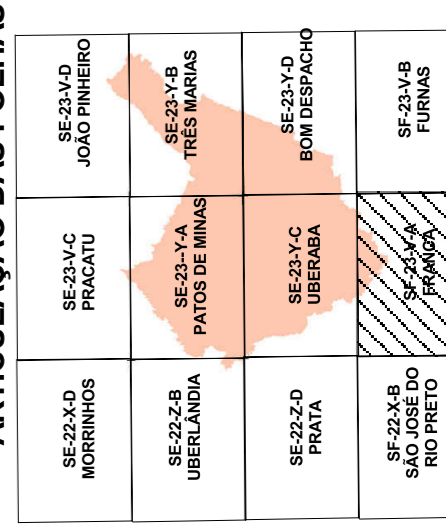 ARTICULAÇÃO DAS FOLHAS
SE-22-X-D
MORRINHOS
SE-23-V-C
PRACATU
SE-23-V-D
JOÃO PINHEIRO
SE-22-Z-B
UBERLÂNDIA
SE-23--Y-A
PATOS DE MINAS
SE-23-Y-B
TRÊS MARIAS
SE-22-Z-D
PRATA
SE-23-Y-C
UBERABA
SE-23-Y-D
BOM DESPACHO
SF-22-X-B
SÃO JOSÉ DO
RIO PRETO
SF-23-V-A
FRANCA
SF-23-V-B
FURNAS